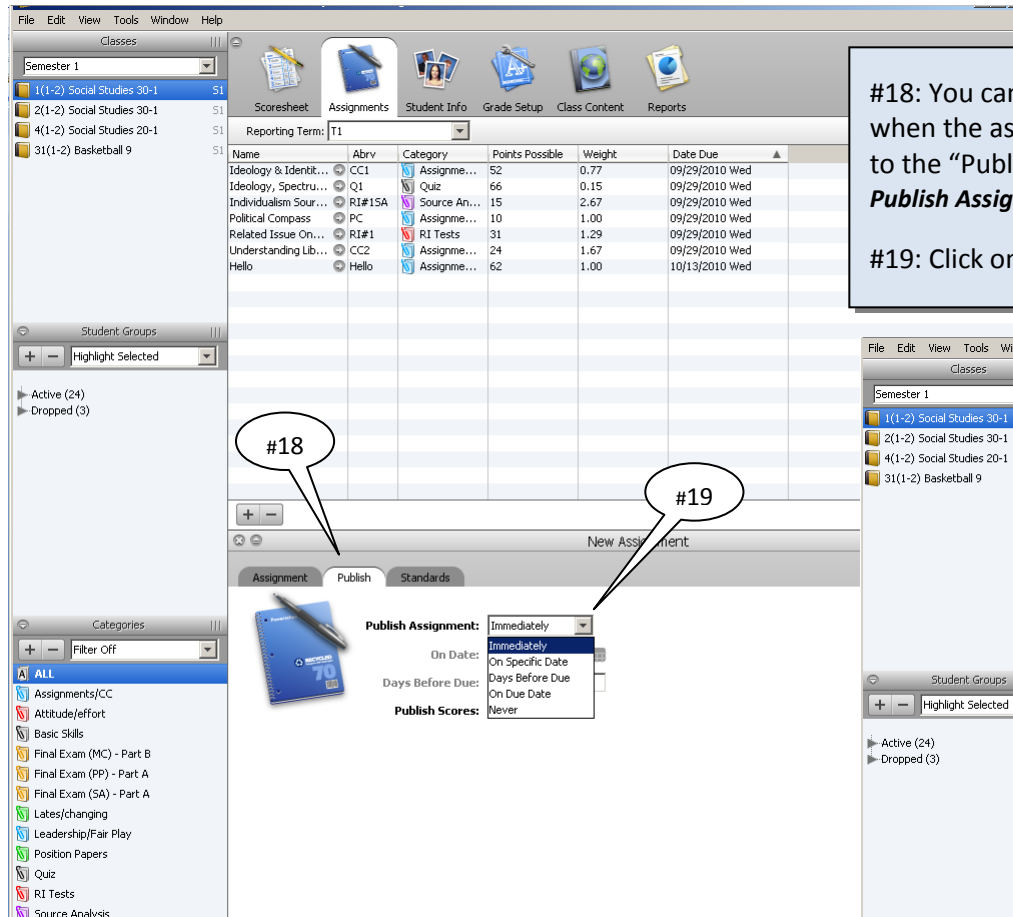 File Edit View Tools Window Help
Classes
Semester 1
1(1-2) Social Studies 30-1 S1
2(1-2) Social Studies 30-1 S1
4(1-2) Social Studies 20-1 S1
31(1-2) Basketball 9 S1
Scoresheet Assignments Student Info Grade Setup Class Content Reports
Reporting Term: T1
Name Abrv Category Points Possible Weight Date Due
Ideology & Identit... CC1 Assignme... 52 0.77 09/29/2010 Wed
Ideology, Spectru... Q1 Quiz 66 0.15 09/29/2010 Wed
Individualism Sour... RI#1SA Source An... 15 2.67 09/29/2010 Wed
Political Compass PC Assignme... 10 1.00 09/29/2010 Wed
Related Issue On... RI#1 RI Tests 31 1.29 09/29/2010 Wed
Understanding Lib... CC2 Assignme... 24 1.67 09/29/2010 Wed
Hello Hello Assignme... 62 1.00 10/13/2010 Wed
Student Groups
+ − Highlight Selected
Active (24)
Dropped (3)
#18
#19
+ −
New Assignment
Assignment Publish Standards
RECYCLED
70
Publish Assignment: Immediately
On Date:
Days Before Due:
Publish Scores:
Immediately
On Specific Date
Days Before Due
On Due Date
Never
Categories
+ − Filter Off
ALL
Assignments/CC
Attitude/effort
Basic Skills
Final Exam (MC) - Part B
Final Exam (PP) - Part A
Final Exam (SA) - Part A
Lates/changing
Leadership/Fair Play
Position Papers
Quiz
RI Tests
Source Analysis
#18: You can
when the as
to the “Publ
Publish Assig
#19: Click on
File Edit View Tools Wi
Classes
Semester 1
1(1-2) Social Studies 30-1
2(1-2) Social Studies 30-1
4(1-2) Social Studies 20-1
31(1-2) Basketball 9
Student Groups
+ − Highlight Selected
Active (24)
Dropped (3)